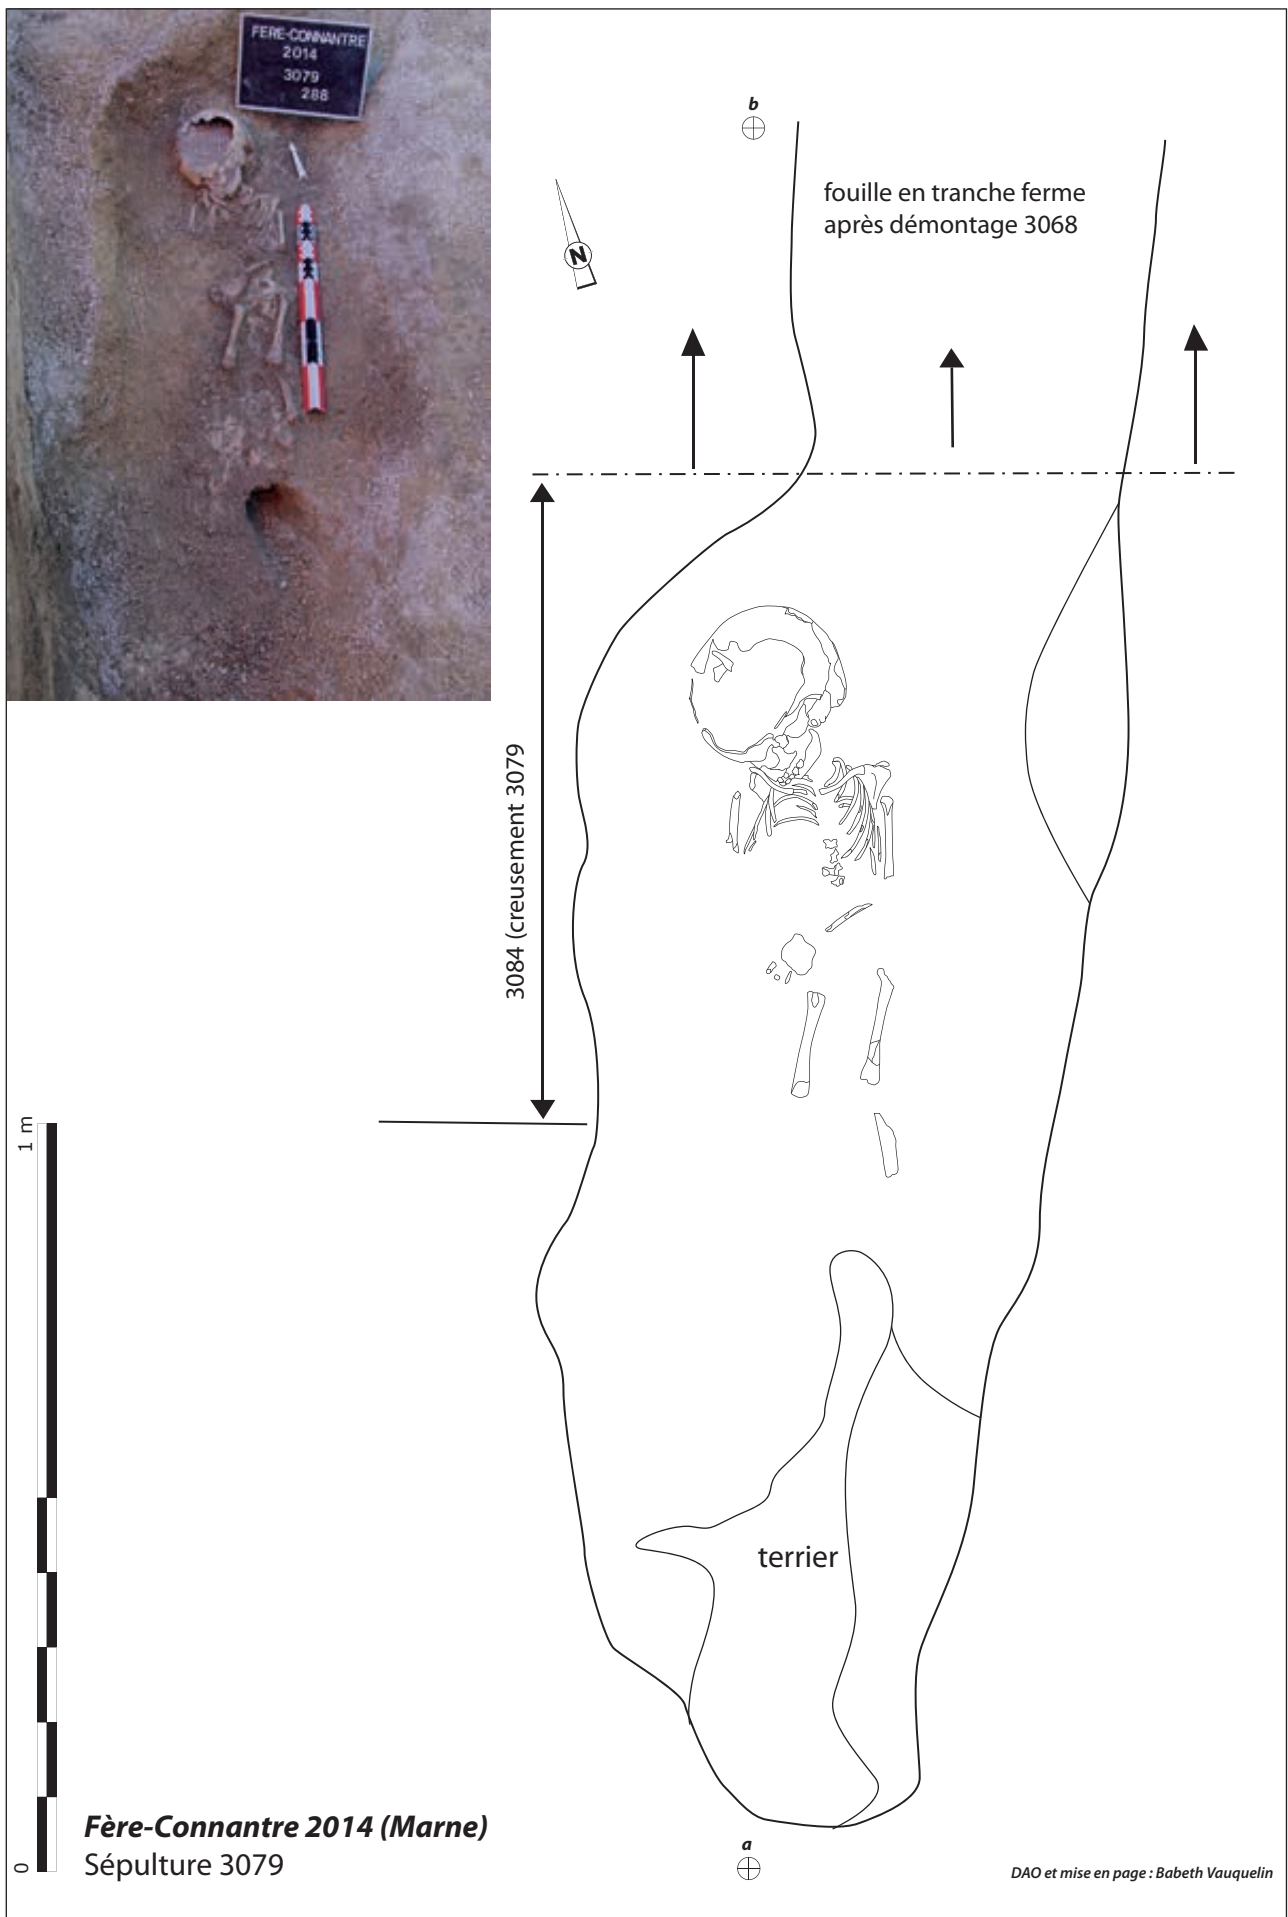 FERE-CONNANTRE
2014
3079
288
b
fouille en tranche ferme
après démontage 3068
N
3084 (creusement 3079
1 m
terrier
0
Fère-Connantre 2014 (Marne)
Sépulture 3079
a
DAO et mise en page : Babeth Vauquelin